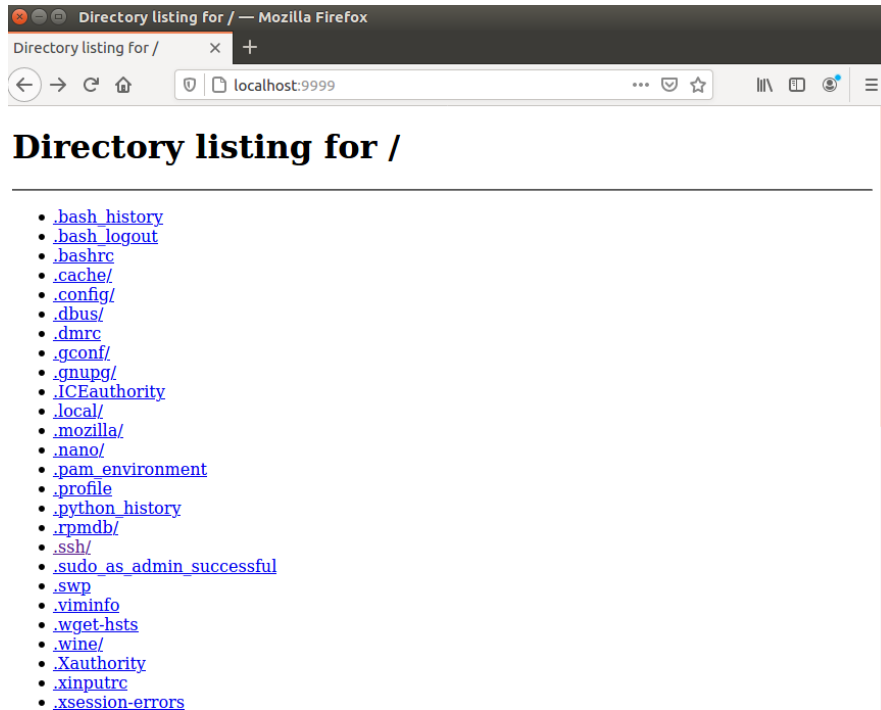 Directory listing for / — Mozilla Firefox
Directory listing for /
localhost:9999
Directory listing for /
.bash_history
.bash_logout
.bashrc
.cache/
.config/
.dbus/
.dmrc
.gconf/
.gnupg/
.ICEauthority
.local/
.mozilla/
.nano/
.pam_environment
.profile
.python_history
.rpmdb/
.ssh/
.sudo_as_admin_successful
.swp
.viminfo
.wget-hsts
.wine/
.Xauthority
.xinputrc
.xsession-errors